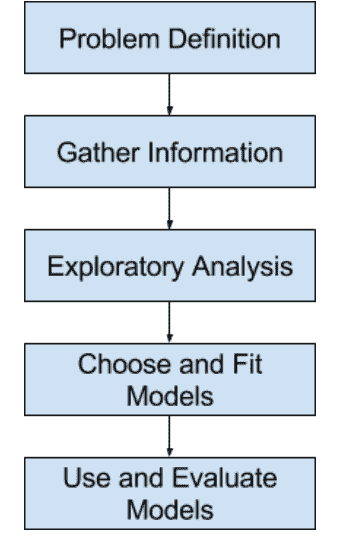 Problem Definition
Gather Information
Exploratory Analysis
Choose and Fit
Models
Use and Evaluate
Models